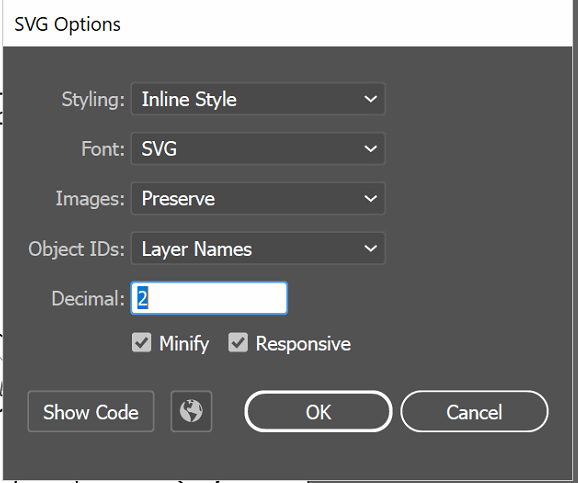 SVG Options
Styling: Inline Style
Font: SVG
Images: Preserve
Object IDs: Layer Names
Decimal: 2
Minify Responsive
Show Code OK Cancel